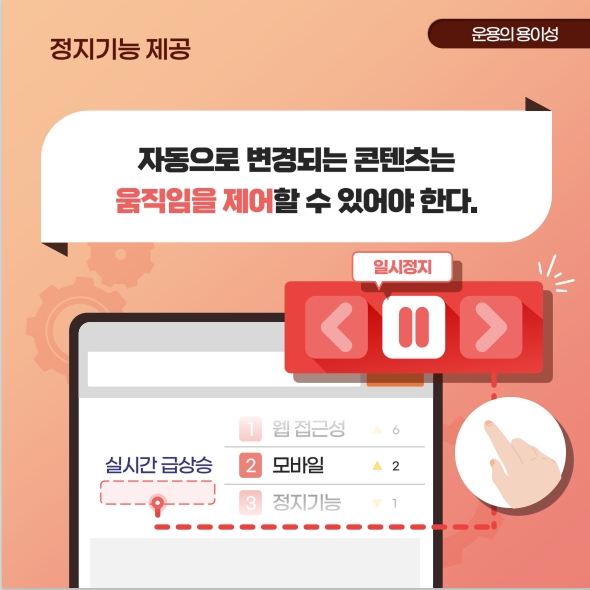 정지기능 제공
운용의 용이성
자동으로 변경되는 콘텐츠는
움직임을 제어할 수 있어야 한다.
일시정지
실시간 급상승
1 웹 접근성 ▲ 6
2 모바일 ▲ 2
3 정지기능 ▼ 1